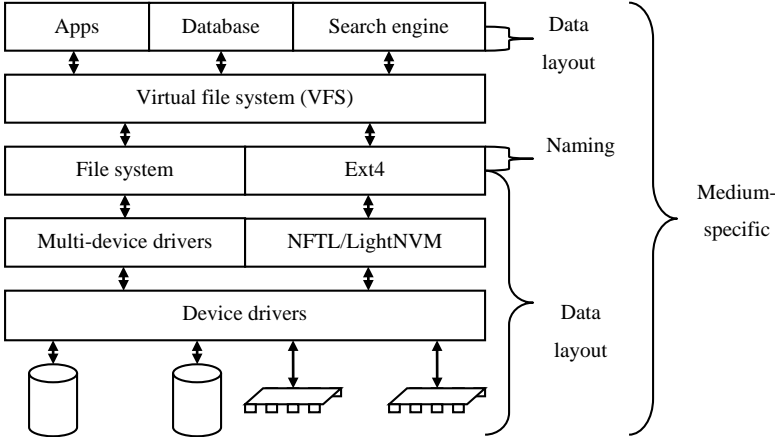 Apps
Database
Search engine
Data
layout
Virtual file system (VFS)
Naming
File system
Ext4
Medium-
specific
Multi-device drivers
NFTL/LightNVM
Device drivers
Data
layout